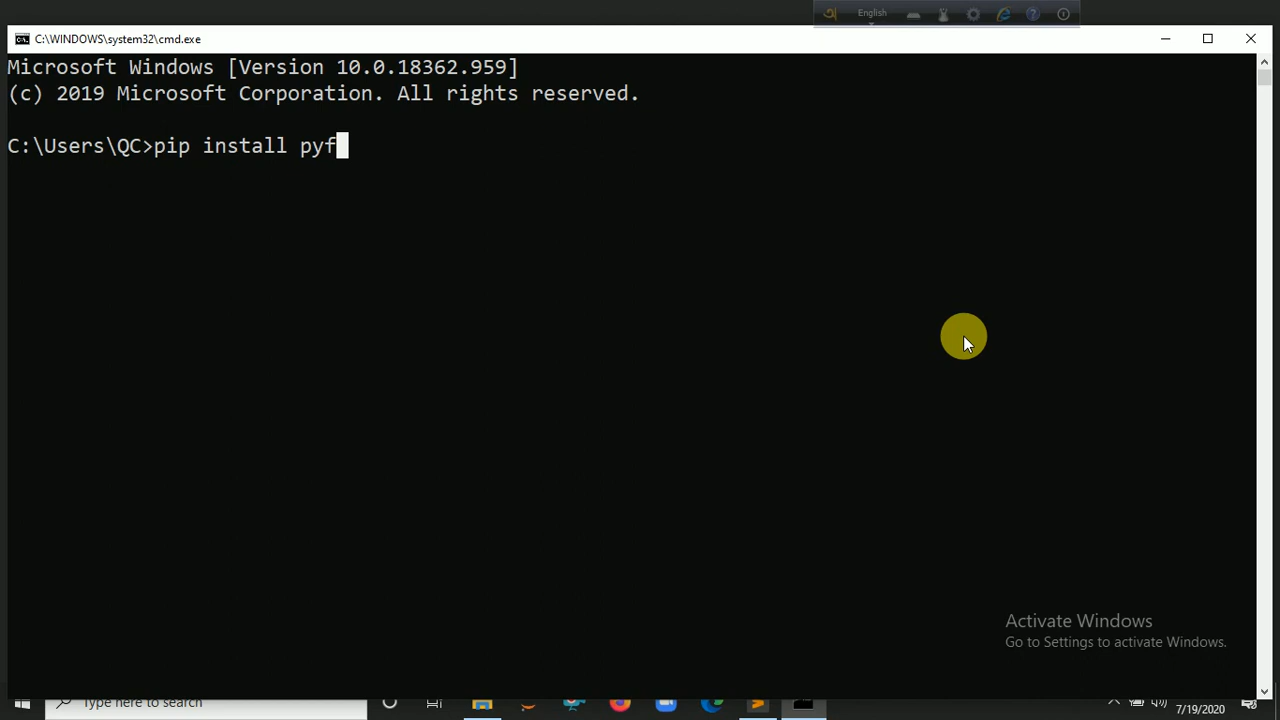 অ English
C:\WINDOWS\system32\cmd.exe
Microsoft Windows [Version 10.0.18362.959]
(c) 2019 Microsoft Corporation. All rights reserved.
C:\Users\QC>pip install pyf
Activate Windows
Go to Settings to activate Windows.
Type here to search
7/19/2020